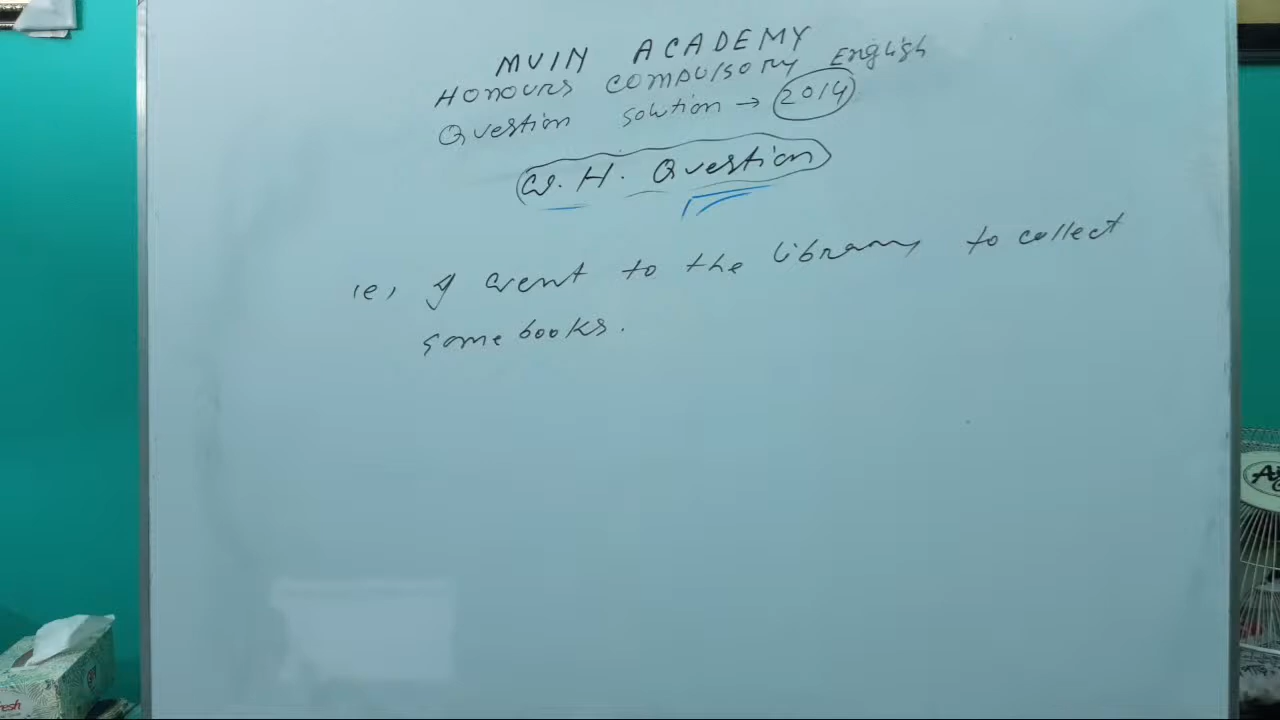 MUIN ACADEMY
HONOURS COMPULSORY English
Question solution → 2014
W.H. Question
(e) I went to the library to collect
some books.